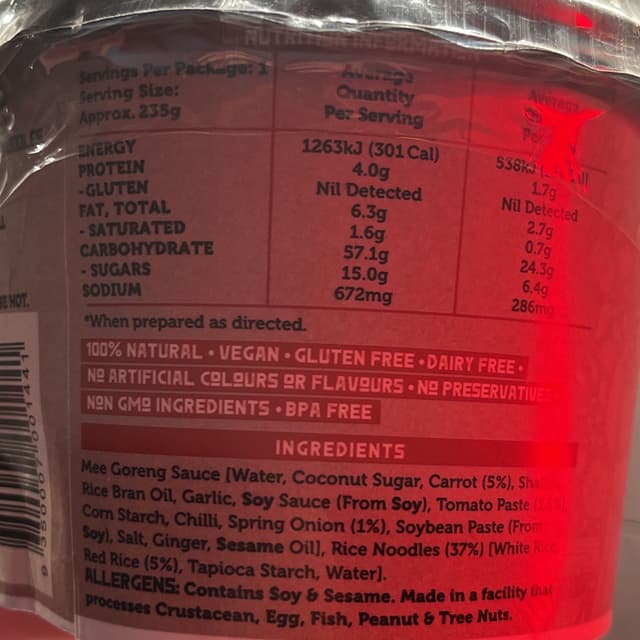 NUTRITION INFORMATION
Servings Per Package: 1
Serving Size:
Approx. 235g
Average
Quantity
Per Serving
Average
ENERGY 1263kJ (301Cal) 538kJ
PROTEIN 4.0g 1.7g
-GLUTEN Nil Detected Nil Detected
FAT, TOTAL 6.3g 2.7g
- SATURATED 1.6g 0.7g
CARBOHYDRATE 57.1g 24.3g
- SUGARS 15.0g 6.4g
SODIUM 672mg 286mg
*When prepared as directed.
100% NATURAL • VEGAN • GLUTEN FREE • DAIRY FREE •
NO ARTIFICIAL COLOURS OR FLAVOURS • NO PRESERVATIVES
NON GMO INGREDIENTS • BPA FREE
INGREDIENTS
Mee Goreng Sauce [Water, Coconut Sugar, Carrot (5%),
Rice Bran Oil, Garlic, Soy Sauce (From Soy), Tomato Paste
Corn Starch, Chilli, Spring Onion (1%), Soybean Paste (From
Soy), Salt, Ginger, Sesame Oil], Rice Noodles (37%) [White Rice,
Red Rice (5%), Tapioca Starch, Water].
ALLERGENS: Contains Soy & Sesame. Made in a facility that
processes Crustacean, Egg, Fish, Peanut & Tree Nuts.
HOT.